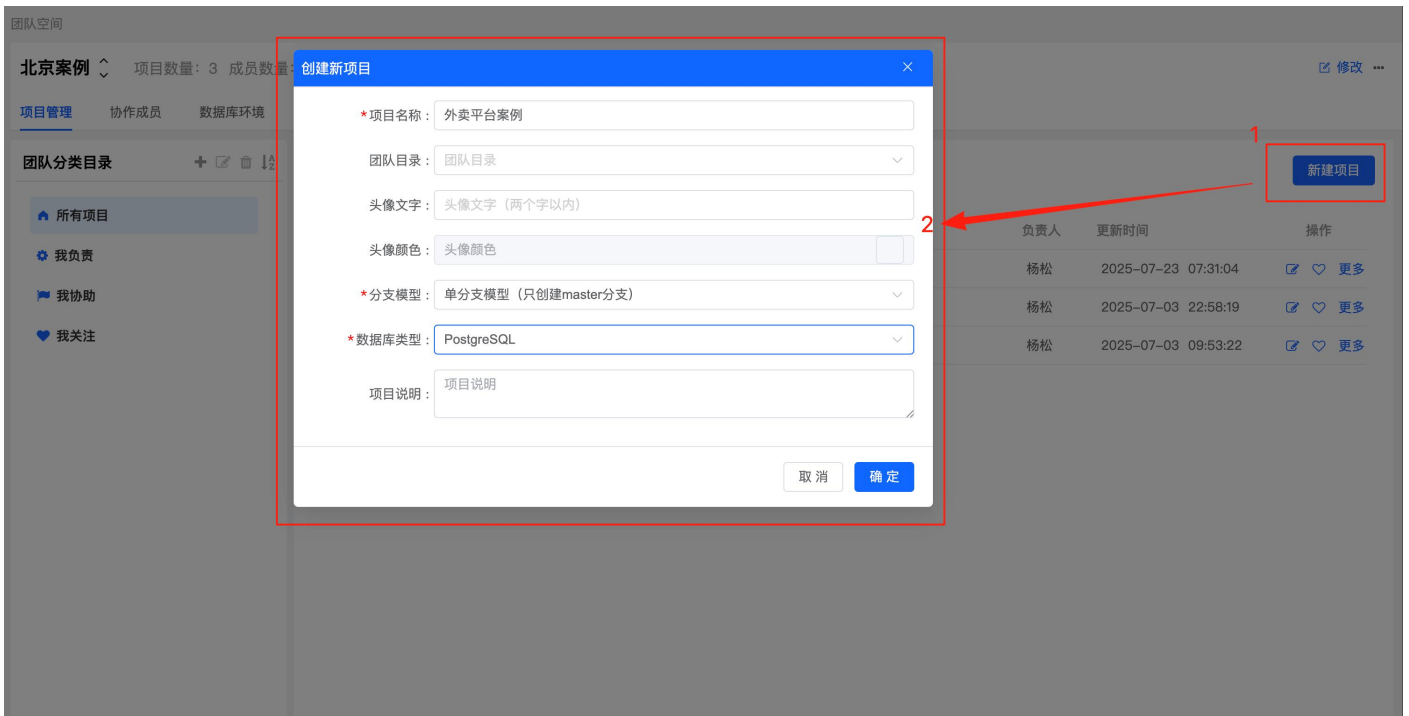 团队空间
北京案例 项目数量：3 成员数量：
修改
项目管理 协作成员 数据库环境
团队分类目录
所有项目
我负责
我协助
我关注
创建新项目
*项目名称： 外卖平台案例
团队目录： 团队目录
头像文字： 头像文字（两个字以内）
头像颜色： 头像颜色
*分支模型： 单分支模型（只创建master分支）
*数据库类型： PostgreSQL
项目说明： 项目说明
取 消 确 定
1
新建项目
2
负责人 更新时间 操作
杨松 2025-07-23 07:31:04 更多
杨松 2025-07-03 22:58:19 更多
杨松 2025-07-03 09:53:22 更多